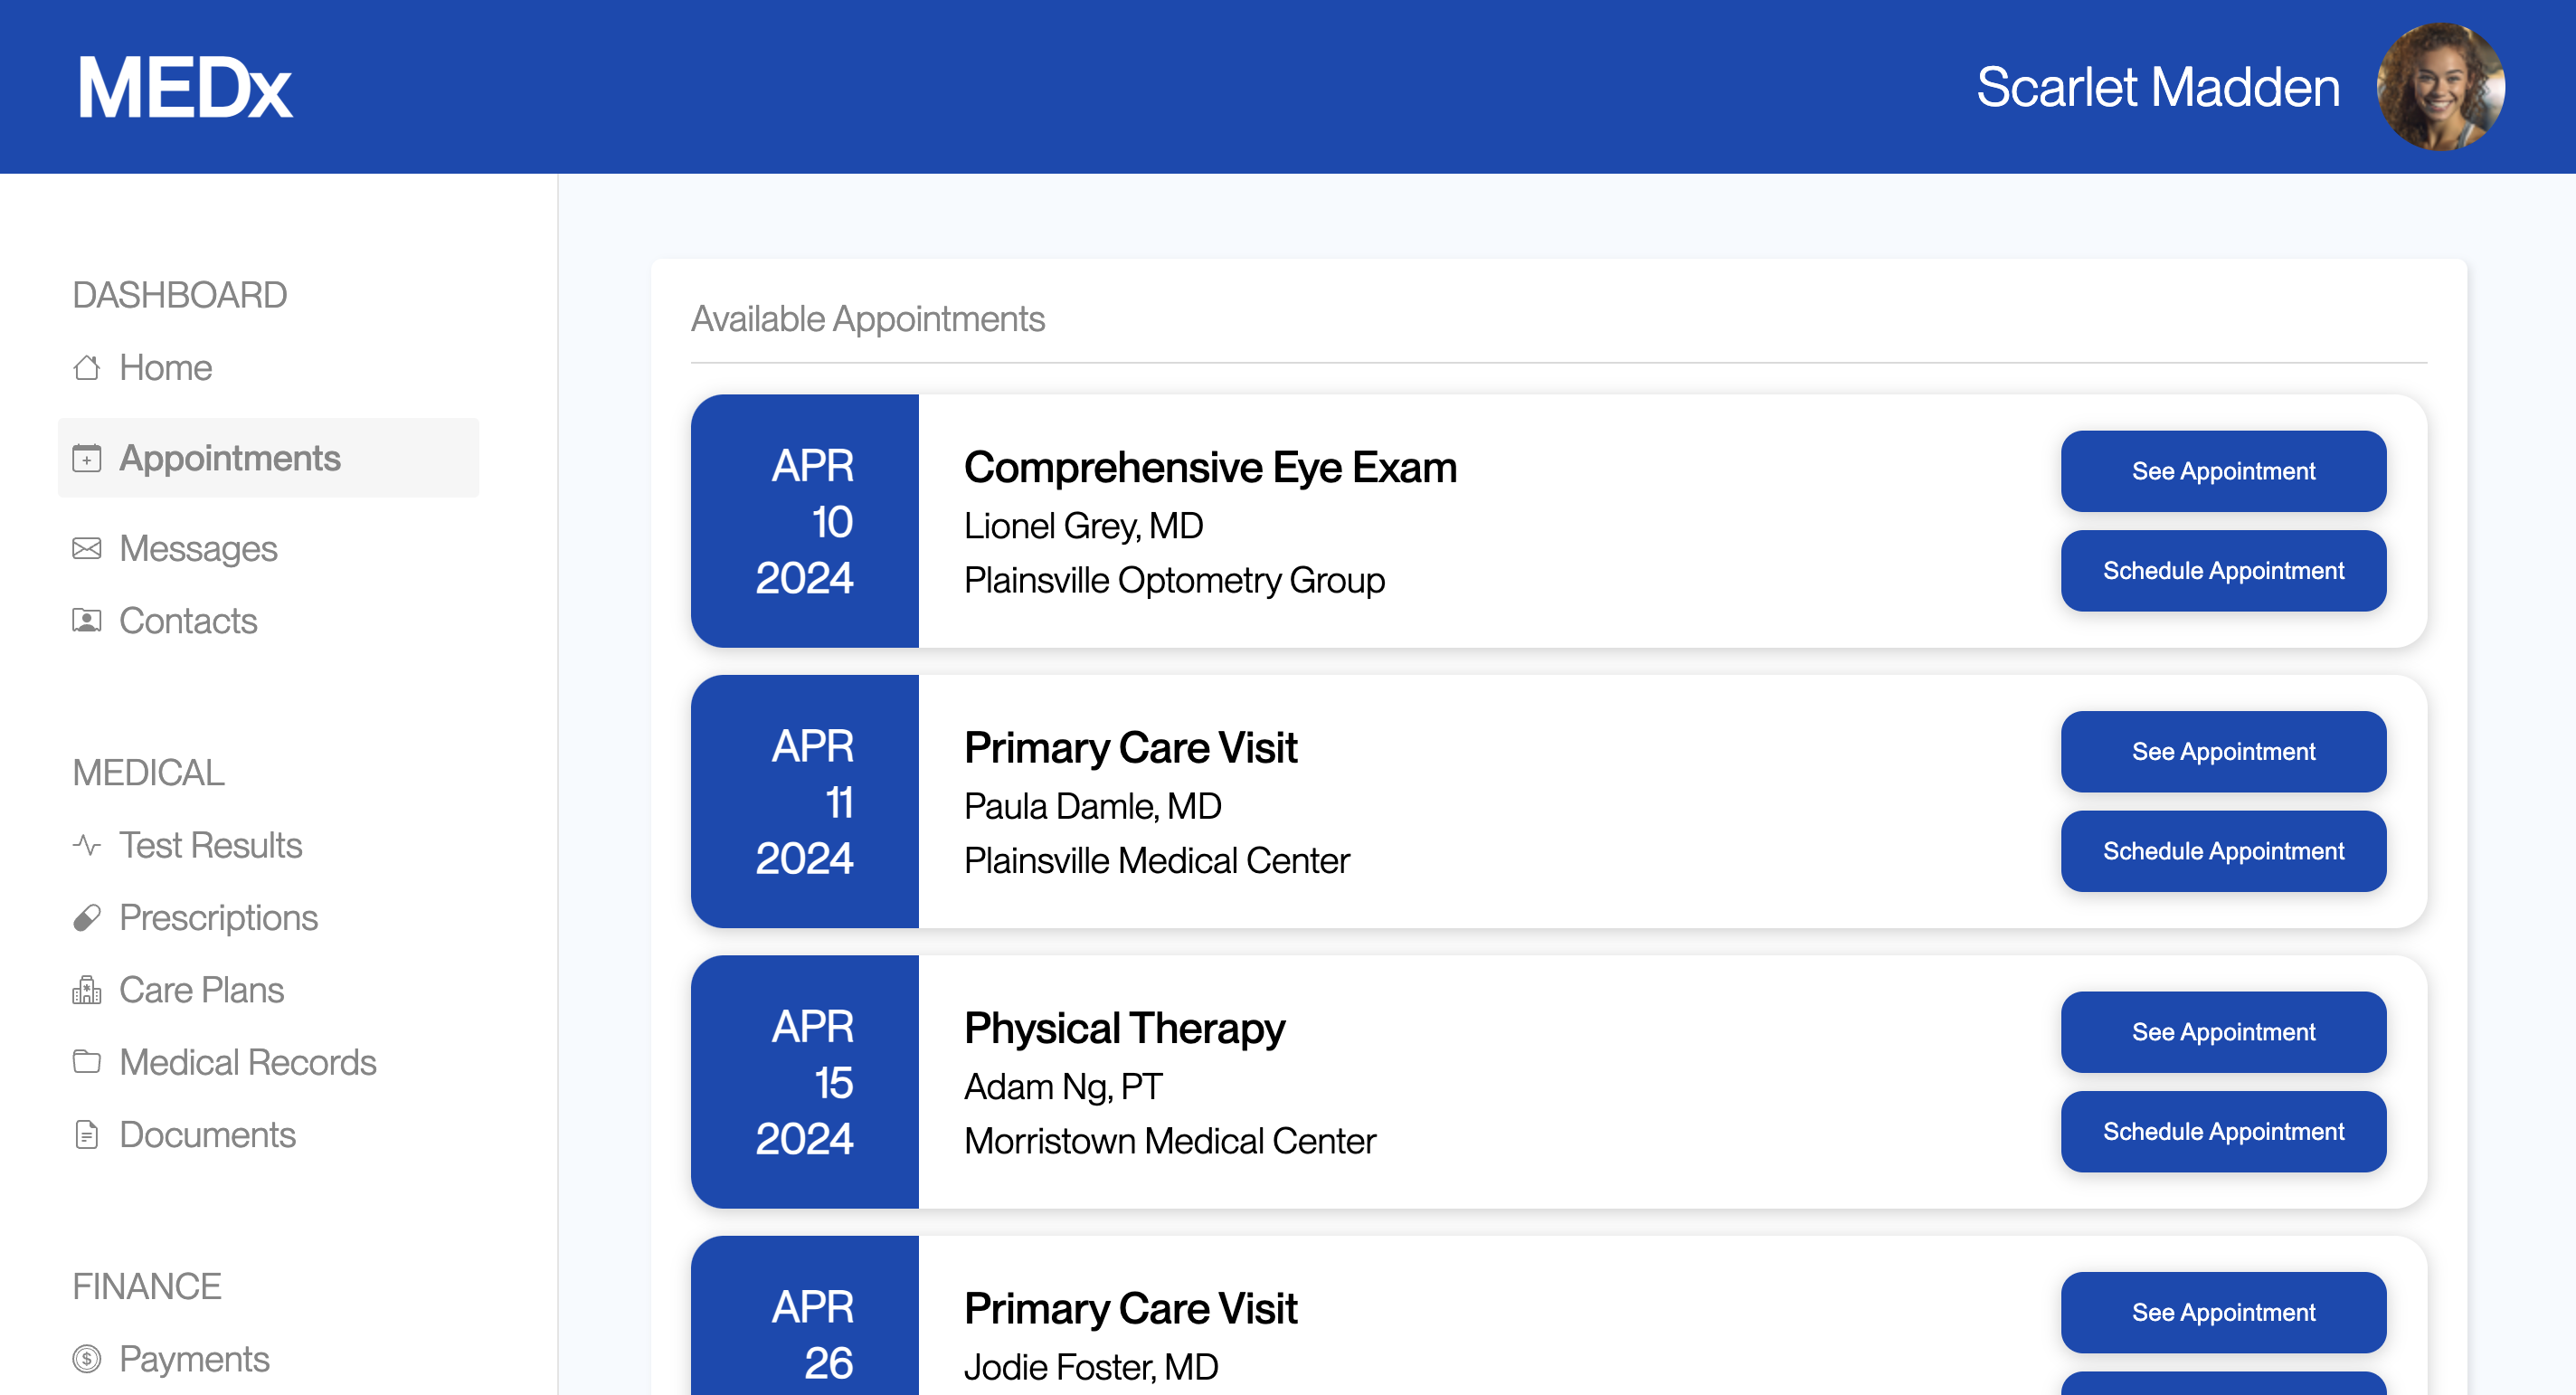 MEDx
Scarlet Madden
DASHBOARD
Home
Appointments
Messages
Contacts
MEDICAL
Test Results
Prescriptions
Care Plans
Medical Records
Documents
FINANCE
Payments
Available Appointments
APR
10
2024
Comprehensive Eye Exam
Lionel Grey, MD
Plainsville Optometry Group
See Appointment
Schedule Appointment
APR
11
2024
Primary Care Visit
Paula Damle, MD
Plainsville Medical Center
See Appointment
Schedule Appointment
APR
15
2024
Physical Therapy
Adam Ng, PT
Morristown Medical Center
See Appointment
Schedule Appointment
APR
26
Primary Care Visit
Jodie Foster, MD
See Appointment